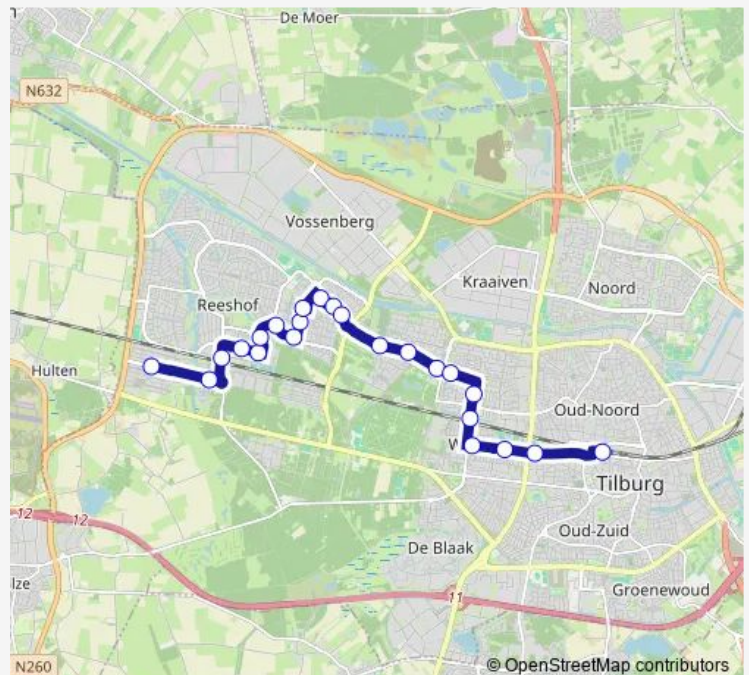 De Moer
N632
Vossenberg
Kraaiven
Noord
Reeshof
Hulten
Oud-Noord
W
Tilburg
12
12
Oud-Zuid
De Blaak
lze
11
Groenewoud
N260
© OpenStreetMap contributors